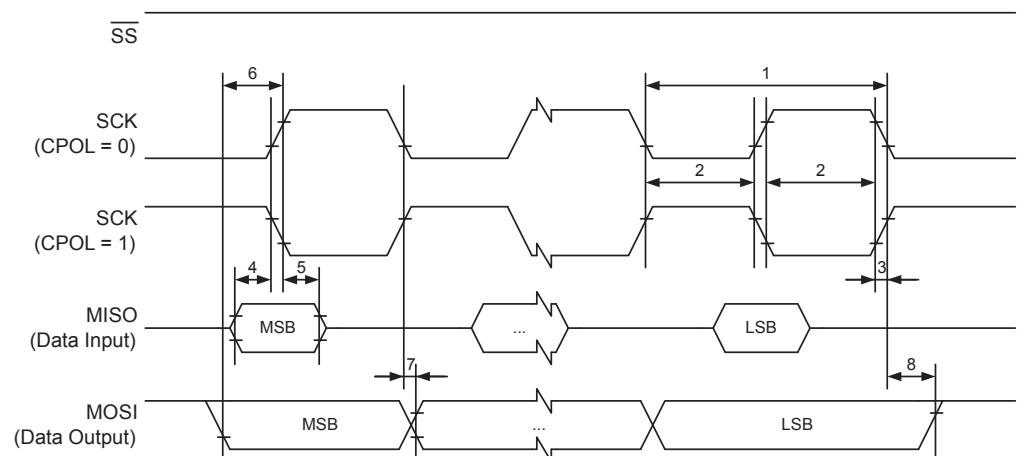 SS
6
1
SCK
(CPOL = 0)
2
2
SCK
(CPOL = 1)
4
5
3
MISO
(Data Input)
MSB
...
LSB
7
8
MOSI
(Data Output)
MSB
...
LSB